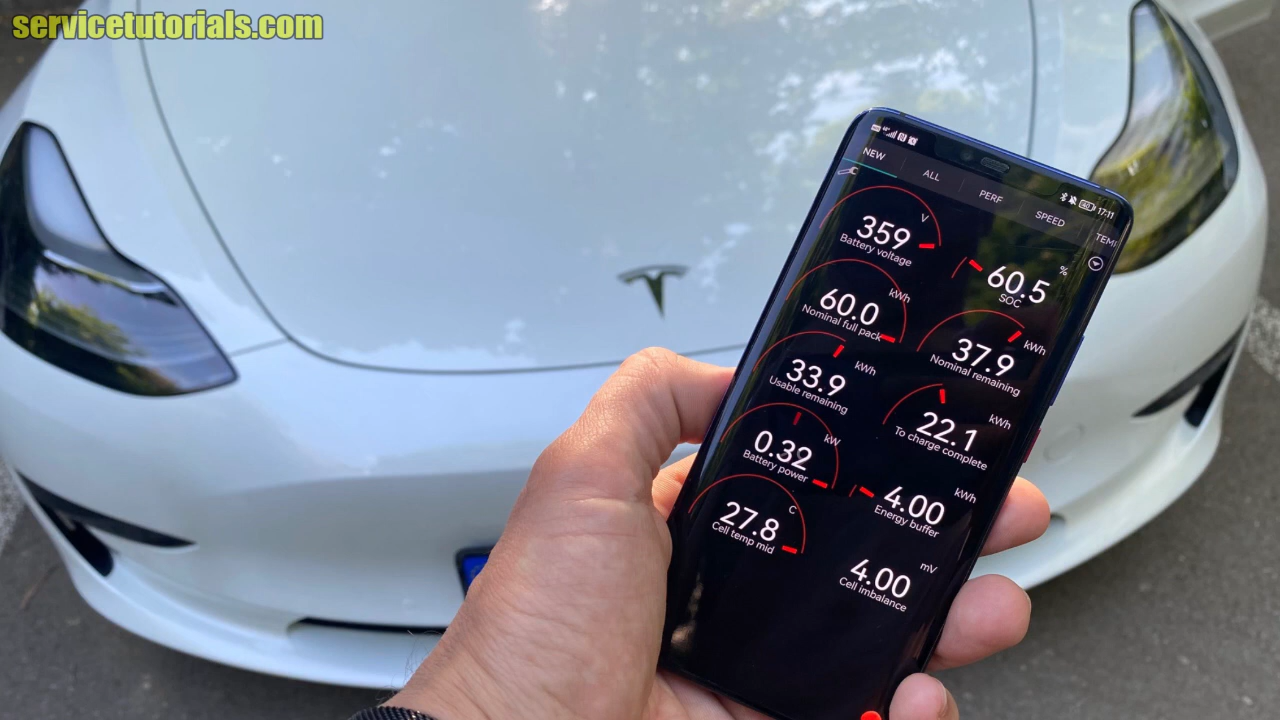 servicetutorials.com
17:11
NEW ALL PERF SPEED TEM
359 V
Battery voltage
60.5 %
SOC
60.0 kWh
Nominal full pack
37.9 kWh
Nominal remaining
33.9 kWh
Usable remaining
22.1 kWh
To charge complete
0.32 kW
Battery power
4.00 kWh
Energy buffer
27.8 C
Cell temp mid
4.00 mV
Cell imbalance